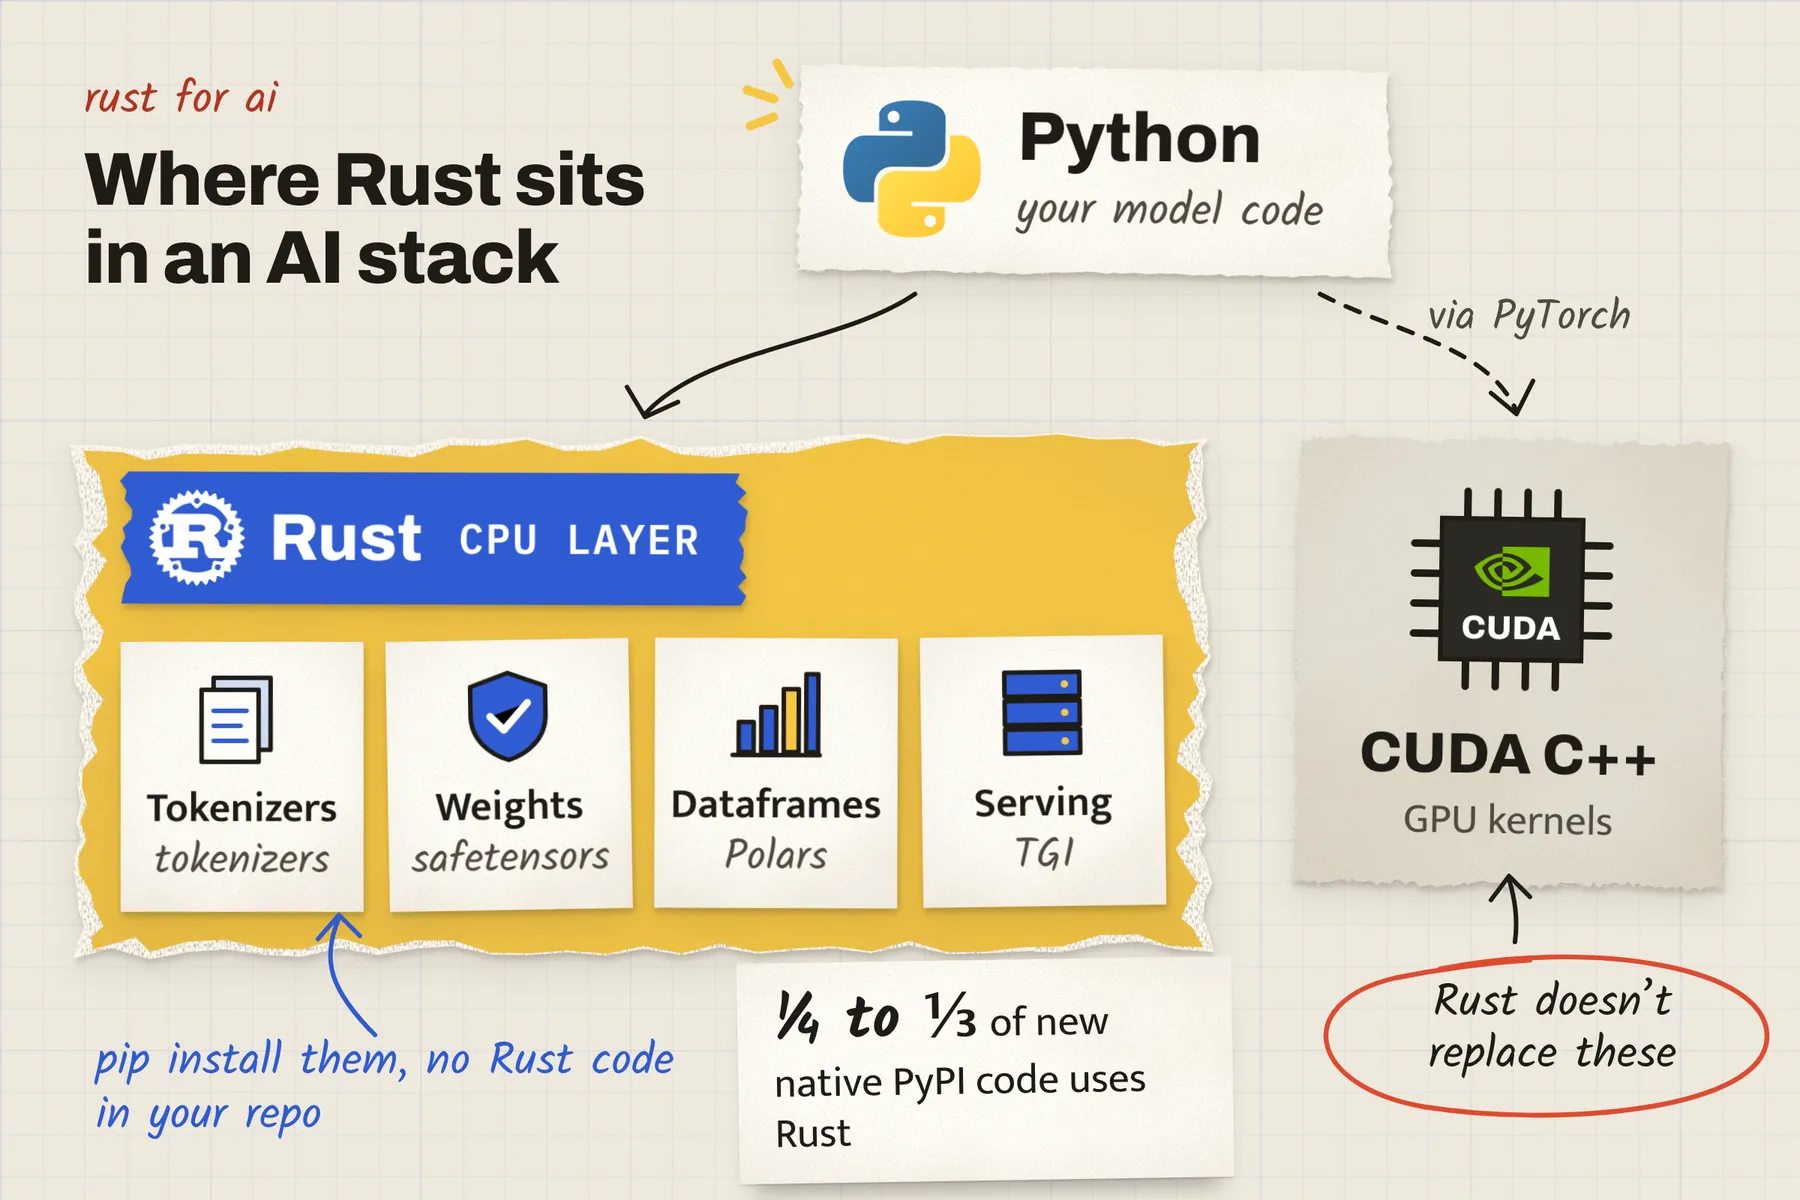 rust for ai
Where Rust sits
in an AI stack
Python
your model code
via PyTorch
R Rust CPU LAYER
Tokenizers
tokenizers
Weights
safetensors
Dataframes
Polars
Serving
TGI
CUDA
CUDA C++
GPU kernels
pip install them, no Rust code
in your repo
¼ to ⅓ of new
native PyPI code uses
Rust
Rust doesn't
replace these